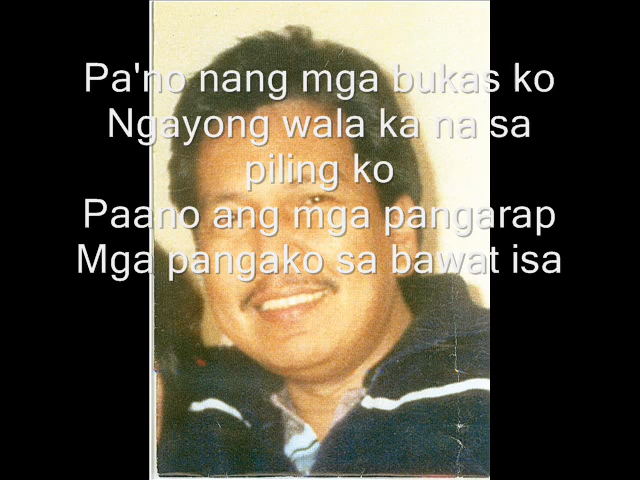 Pa'no nang mga bukas ko
Ngayong wala ka na sa
piling ko
Paano ang mga pangarap
Mga pangako sa bawat isa